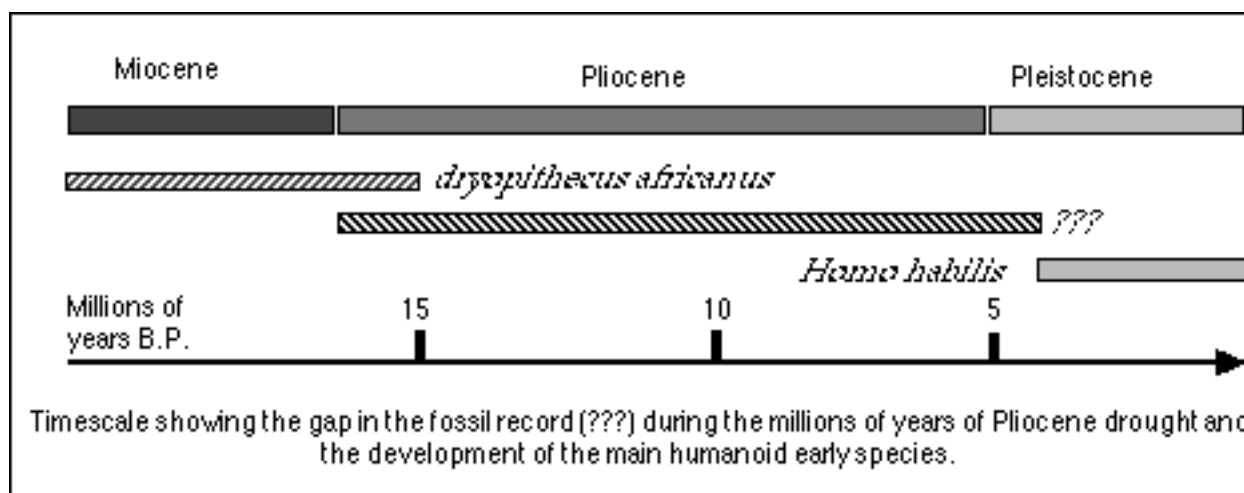 Miocene
Pliocene
Pleistocene
dryopithecus africanus
???
Homo habilis
Millions of
years B.P.
15
10
5
Timescale showing the gap in the fossil record (???) during the millions of years of Pliocene drought and
the development of the main humanoid early species.